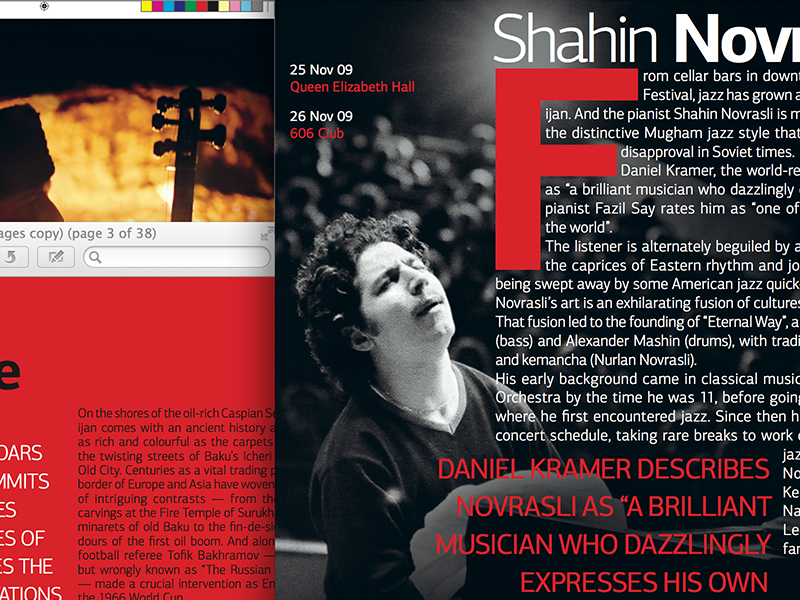 ages copy) (page 3 of 38)
e
OARS
MMITS
ES
ES OF
ES THE
TATIONS
On the shores of the oil-rich Caspian Se
ijan comes with an ancient history a
as rich and colourful as the carpets
the twisting streets of Baku's Icheri
Old City. Centuries as a vital trading p
border of Europe and Asia have woven
of intriguing contrasts — from the
carvings at the Fire Temple of Surukh
minarets of old Baku to the fin-de-si
dours of the first oil boom. And alon
football referee Tofik Bakhramov —
but wrongly known as "The Russian
— made a crucial intervention as En
the 1966 World Cup
25 Nov 09
Queen Elizabeth Hall
26 Nov 09
606 Club
Shahin Novr
From cellar bars in downt
Festival, jazz has grown a
ijan. And the pianist Shahin Novrasli is m
the distinctive Mugham jazz style that
disapproval in Soviet times.
Daniel Kramer, the world-re
as “a brilliant musician who dazzlingly
pianist Fazil Say rates him as “one of
the world”.
The listener is alternately beguiled by a
the caprices of Eastern rhythm and jo
being swept away by some American jazz quick
Novrasli’s art is an exhilarating fusion of cultures
That fusion led to the founding of “Eternal Way”, a
(bass) and Alexander Mashin (drums), with tradi
and kemancha (Nurlan Novrasli).
His early background came in classical music
Orchestra by the time he was 11, before going
where he first encountered jazz. Since then h
concert schedule, taking rare breaks to work
jaz
No
Ke
Na
Le
fa
DANIEL KRAMER DESCRIBES
NOVRASLI AS “A BRILLIANT
MUSICIAN WHO DAZZLINGLY
EXPRESSES HIS OWN